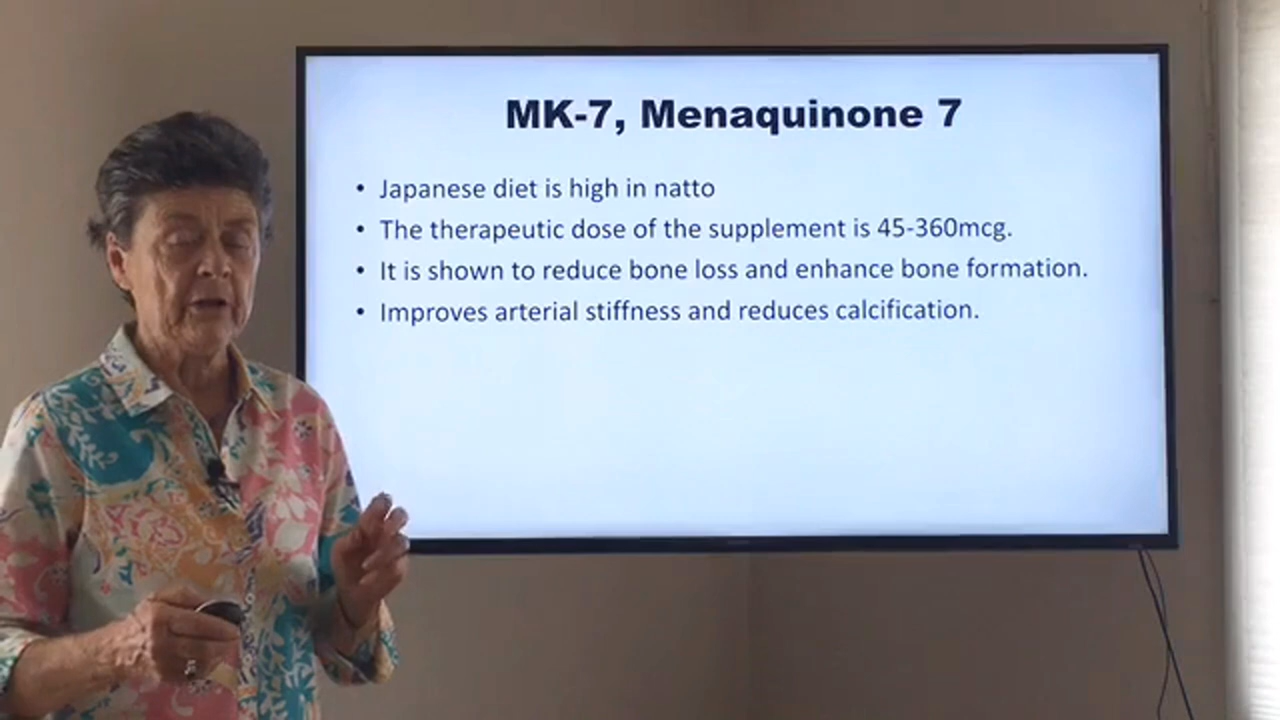 MK-7, Menaquinone 7
• Japanese diet is high in natto
• The therapeutic dose of the supplement is 45-360mcg.
• It is shown to reduce bone loss and enhance bone formation.
• Improves arterial stiffness and reduces calcification.